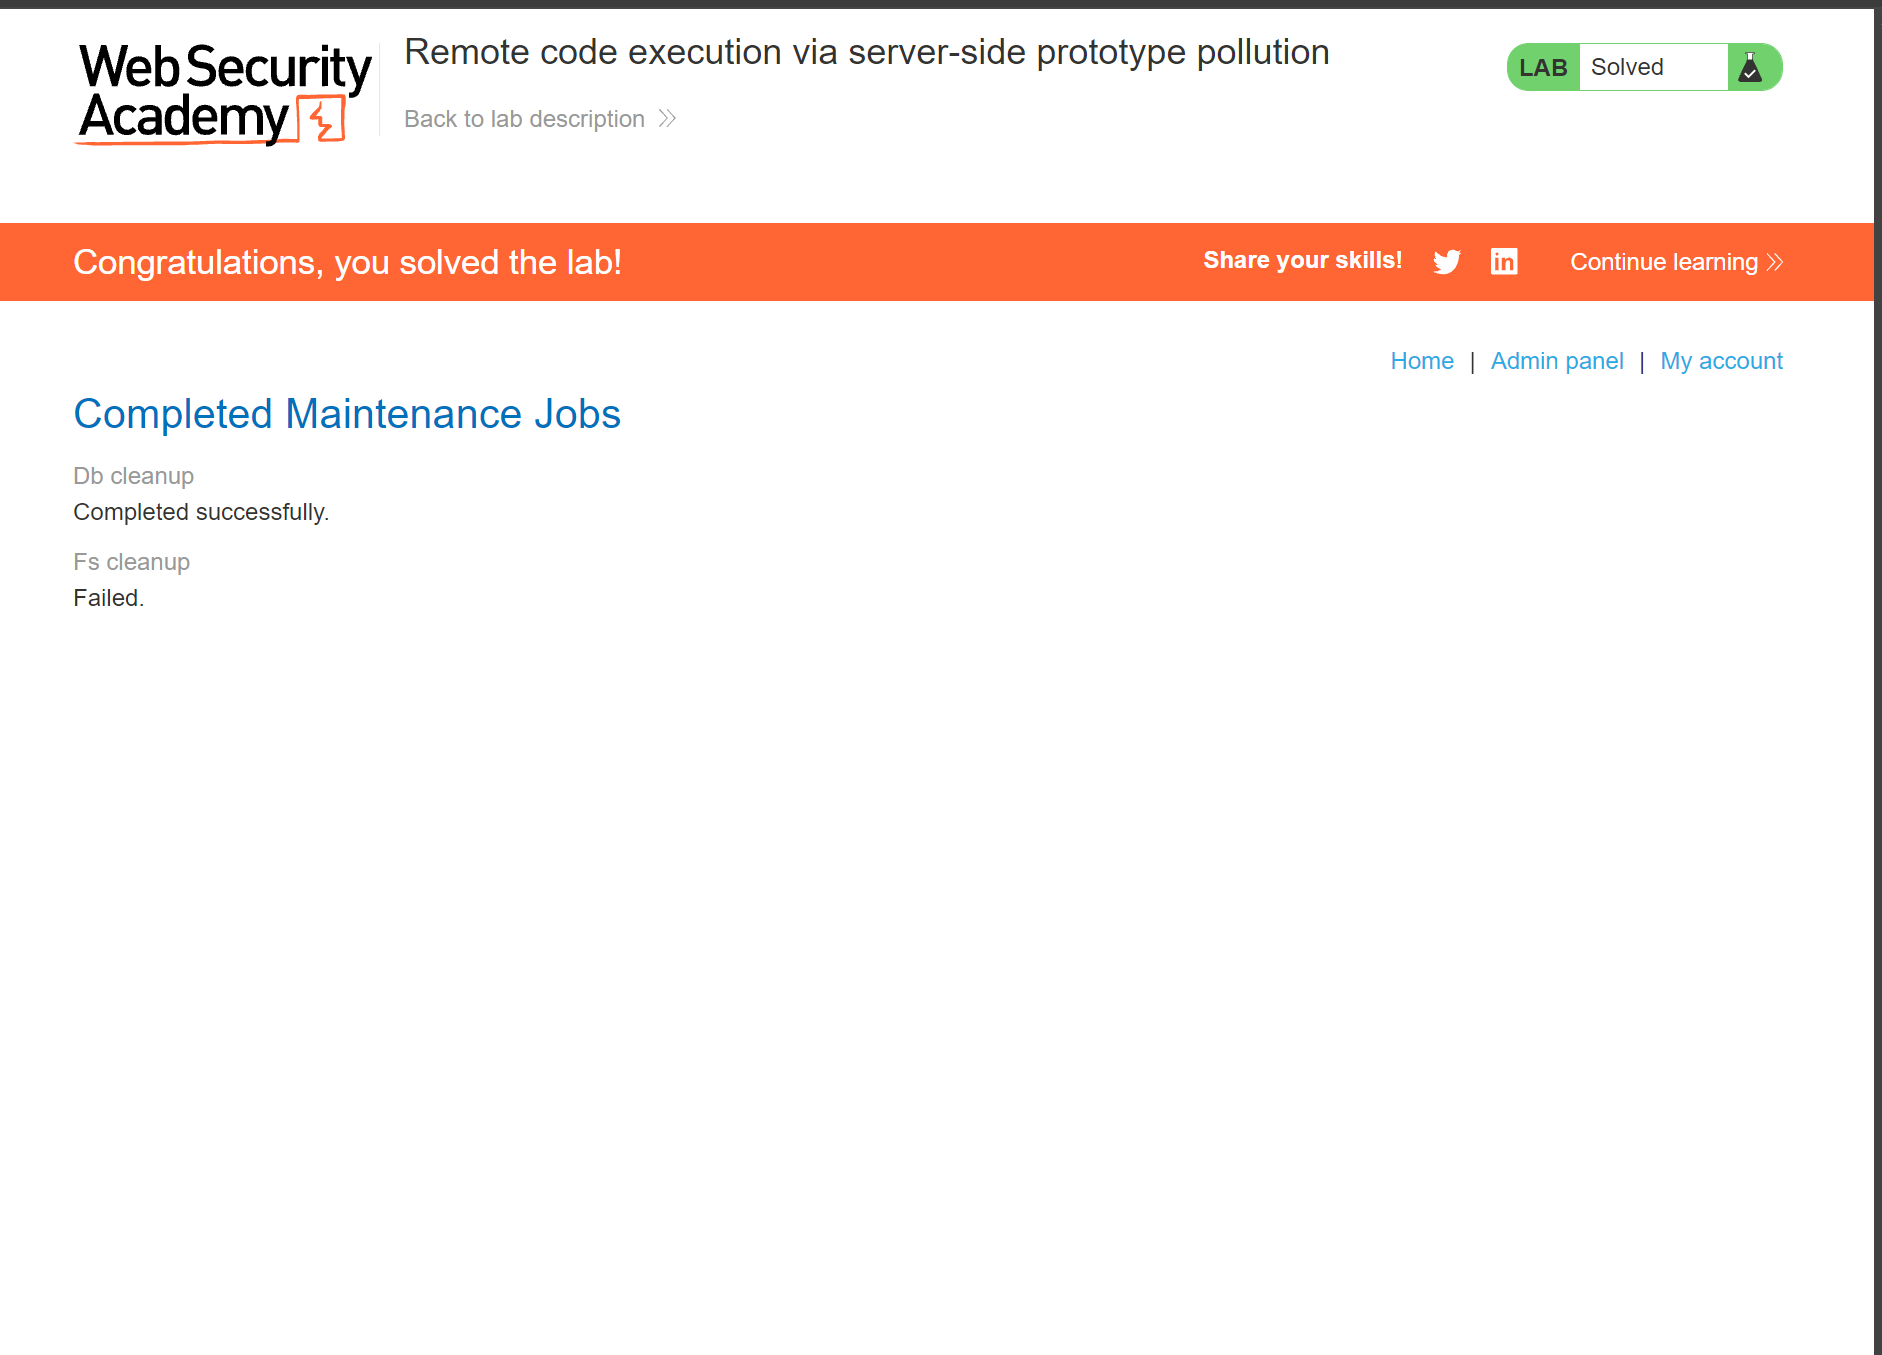 Web Security
Academy
Remote code execution via server-side prototype pollution
Back to lab description
LAB Solved
Congratulations, you solved the lab!
Share your skills!
Continue learning
Home | Admin panel | My account
Completed Maintenance Jobs
Db cleanup
Completed successfully.
Fs cleanup
Failed.